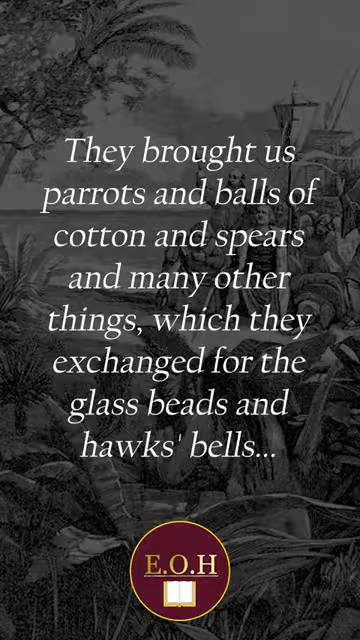 They brought us
parrots and balls of
cotton and spears
and many other
things, which they
exchanged for the
glass beads and
hawks' bells...
E.O.H